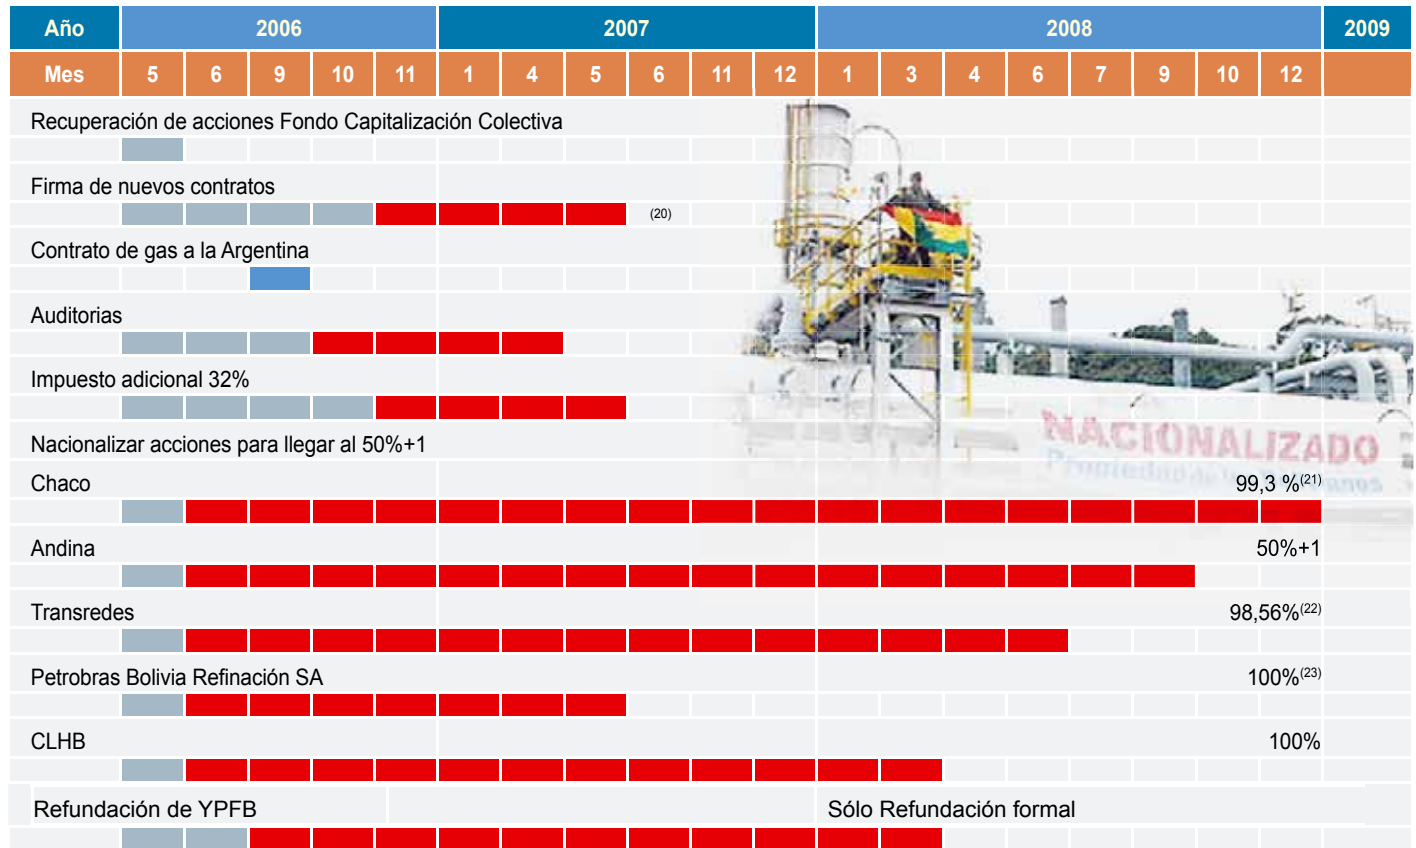 Año 2006 2007 2008 2009
Mes 5 6 9 10 11 1 4 5 6 11 12 1 3 4 6 7 9 10 12
Recuperación de acciones Fondo Capitalización Colectiva
Firma de nuevos contratos
(20)
Contrato de gas a la Argentina
Auditorias
Impuesto adicional 32%
NACIONALIZADO
Nacionalizar acciones para llegar al 50%+1
Propiedad de los
Chaco 99,3 %(21)
Andina 50%+1
Transredes 98,56%(22)
Petrobras Bolivia Refinación SA 100%(23)
CLHB 100%
Refundación de YPFB Sólo Refundación formal